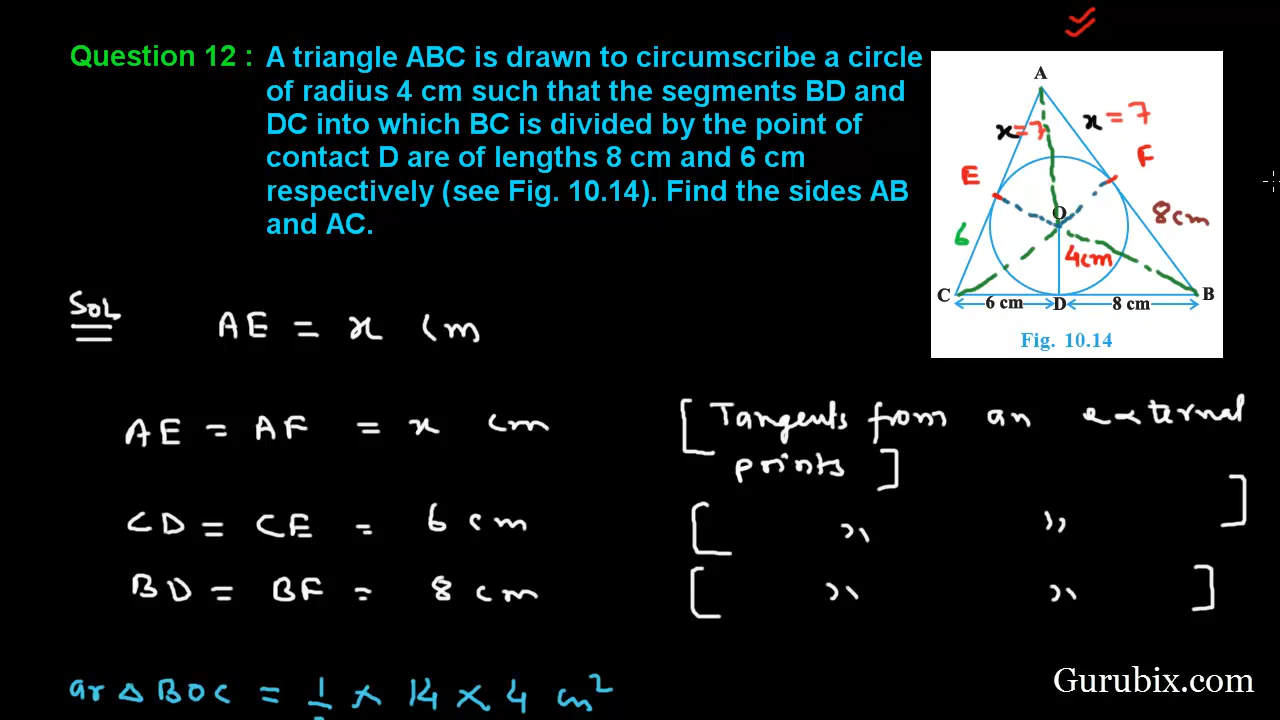 Question 12 : A triangle ABC is drawn to circumscribe a circle
of radius 4 cm such that the segments BD and
DC into which BC is divided by the point of
contact D are of lengths 8 cm and 6 cm
respectively (see Fig. 10.14). Find the sides AB
and AC.
A
x=7 x = 7
E F
O
6 4cm 8cm
C 6 cm D 8 cm B
Fig. 10.14
Sol AE = x cm
AE = AF = x cm [Tangents from an external
points]
CD = CE = 6 cm [ ,, ,, ]
BD = BF = 8 cm [ ,, ,, ]
ar △ BOC = 1/2 × 14 × 4 cm²
Gurubix.com